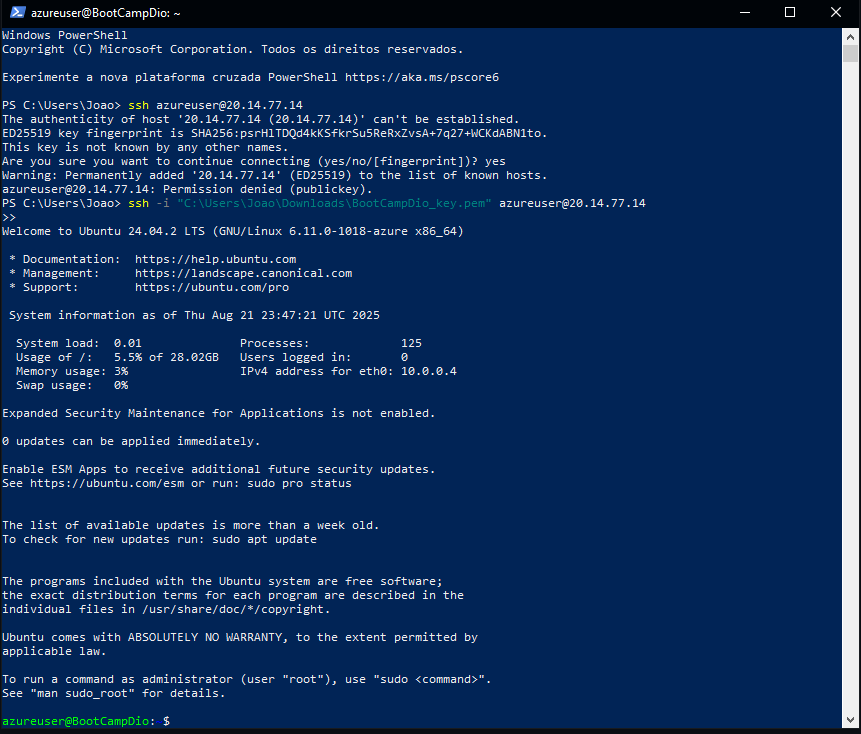 azureuser@BootCampDio: ~
Windows PowerShell
Copyright (C) Microsoft Corporation. Todos os direitos reservados.
Experimente a nova plataforma cruzada PowerShell https://aka.ms/pscore6
PS C:\Users\Joao> ssh azureuser@20.14.77.14
The authenticity of host '20.14.77.14 (20.14.77.14)' can't be established.
ED25519 key fingerprint is SHA256:psrHlTDQd4kKSfkrSu5ReRxZvsA+7q27+WCKdABN1to.
This key is not known by any other names.
Are you sure you want to continue connecting (yes/no/[fingerprint])? yes
Warning: Permanently added '20.14.77.14' (ED25519) to the list of known hosts.
azureuser@20.14.77.14: Permission denied (publickey).
PS C:\Users\Joao> ssh -i "C:\Users\Joao\Downloads\BootCampDio_key.pem" azureuser@20.14.77.14
>>
Welcome to Ubuntu 24.04.2 LTS (GNU/Linux 6.11.0-1018-azure x86_64)
* Documentation: https://help.ubuntu.com
* Management: https://landscape.canonical.com
* Support: https://ubuntu.com/pro
System information as of Thu Aug 21 23:47:21 UTC 2025
System load: 0.01 Processes: 125
Usage of /: 5.5% of 28.02GB Users logged in: 0
Memory usage: 3% IPv4 address for eth0: 10.0.0.4
Swap usage: 0%
Expanded Security Maintenance for Applications is not enabled.
0 updates can be applied immediately.
Enable ESM Apps to receive additional future security updates.
See https://ubuntu.com/esm or run: sudo pro status
The list of available updates is more than a week old.
To check for new updates run: sudo apt update
The programs included with the Ubuntu system are free software;
the exact distribution terms for each program are described in the
individual files in /usr/share/doc/*/copyright.
Ubuntu comes with ABSOLUTELY NO WARRANTY, to the extent permitted by
applicable law.
To run a command as administrator (user "root"), use "sudo <command>".
See "man sudo_root" for details.
azureuser@BootCampDio: $